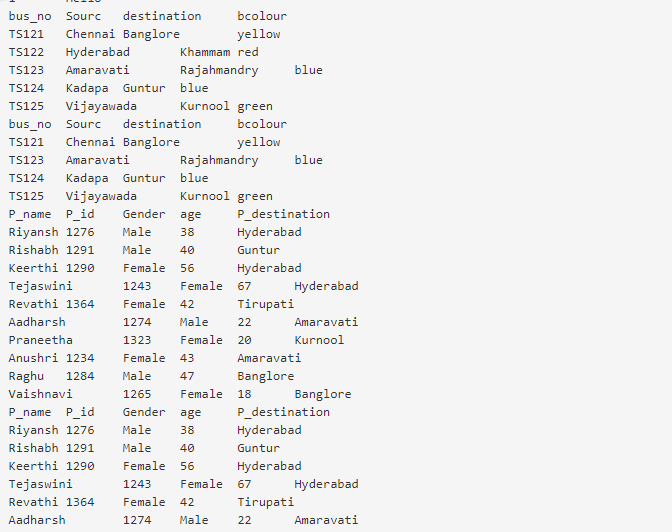 bus_no Sourc destination bcolour
TS121 Chennai Banglore yellow
TS122 Hyderabad Khammam red
TS123 Amaravati Rajahmandry blue
TS124 Kadapa Guntur blue
TS125 Vijayawada Kurnool green
bus_no Sourc destination bcolour
TS121 Chennai Banglore yellow
TS123 Amaravati Rajahmandry blue
TS124 Kadapa Guntur blue
TS125 Vijayawada Kurnool green
P_name P_id Gender age P_destination
Riyansh 1276 Male 38 Hyderabad
Rishabh 1291 Male 40 Guntur
Keerthi 1290 Female 56 Hyderabad
Tejaswini 1243 Female 67 Hyderabad
Revathi 1364 Female 42 Tirupati
Aadharsh 1274 Male 22 Amaravati
Praneetha 1323 Female 20 Kurnool
Anushri 1234 Female 43 Amaravati
Raghu 1284 Male 47 Banglore
Vaishnavi 1265 Female 18 Banglore
P_name P_id Gender age P_destination
Riyansh 1276 Male 38 Hyderabad
Rishabh 1291 Male 40 Guntur
Keerthi 1290 Female 56 Hyderabad
Tejaswini 1243 Female 67 Hyderabad
Revathi 1364 Female 42 Tirupati
Aadharsh 1274 Male 22 Amaravati